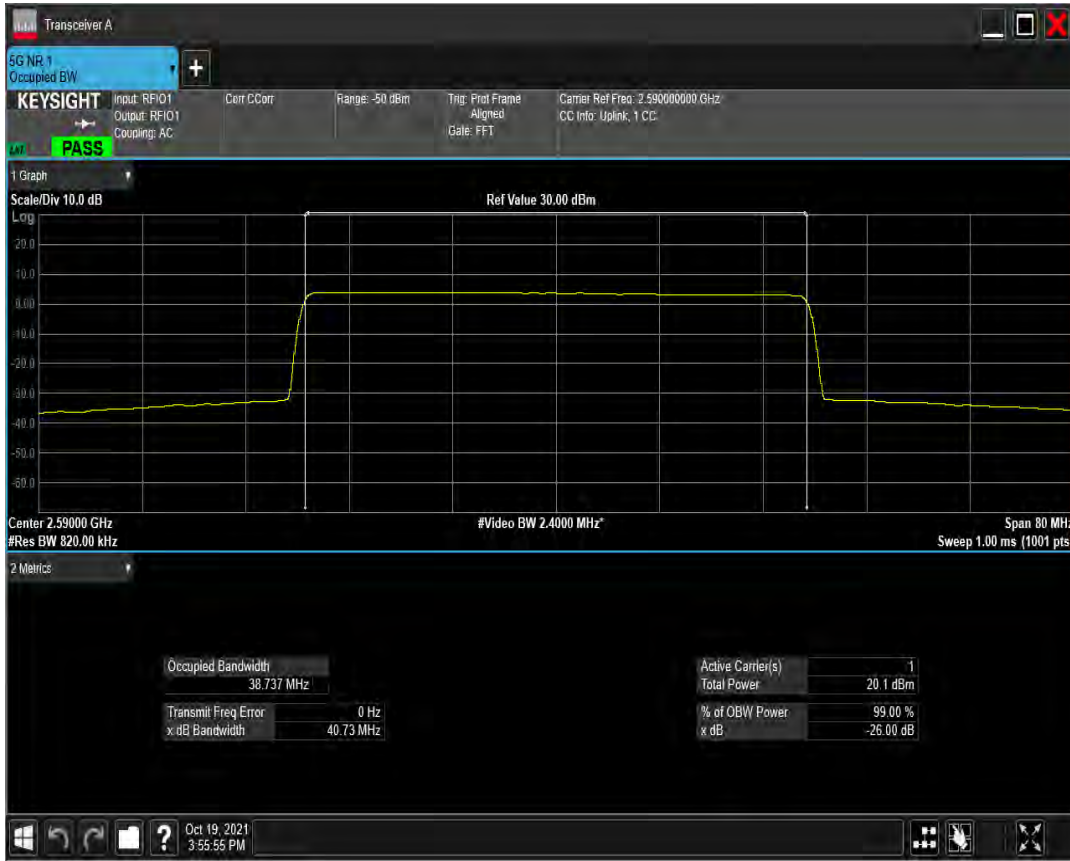 Transceiver A
5G NR 1
Occupied BW
+
KEYSIGHT
Input: RFIO1
Output: RFIO1
Coupling: AC
Corr CCorr
Range: -50 dBm
Trig: Prot Frame
Aligned
Gate: FFT
Carrier Ref Freq: 2.590000000 GHz
CC Info: Uplink, 1 CC
PASS
1 Graph
Scale/Div 10.0 dB
Ref Value 30.00 dBm
Log
20.0
10.0
0.00
-10.0
-20.0
-30.0
-40.0
-50.0
-60.0
Center 2.59000 GHz
#Video BW 2.4000 MHz*
Span 80 MHz
#Res BW 820.00 kHz
Sweep 1.00 ms (1001 pts
2 Metrics
Occupied Bandwidth
38.737 MHz
Transmit Freq Error 0 Hz
x dB Bandwidth 40.73 MHz
Active Carrier(s) 1
Total Power 20.1 dBm
% of OBW Power 99.00 %
x dB -26.00 dB
?
Oct 19, 2021
3:55:55 PM